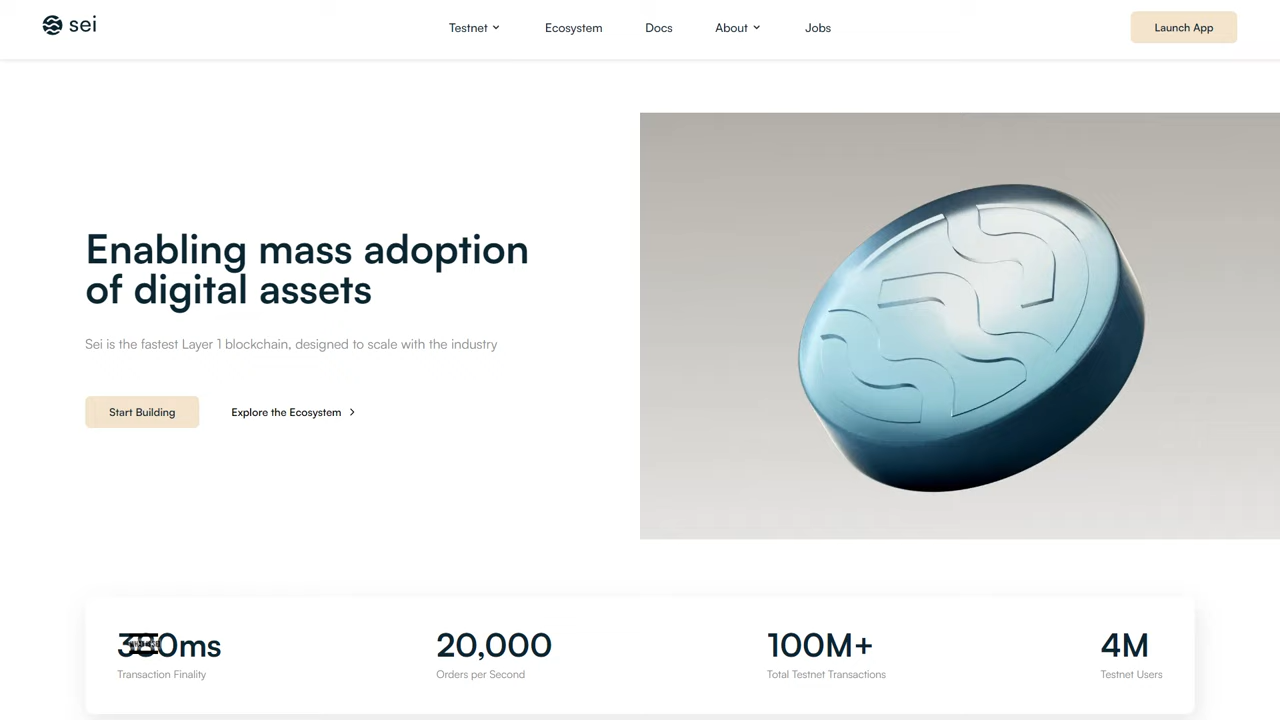 sei
Testnet
Ecosystem
Docs
About
Jobs
Launch App
Enabling mass adoption
of digital assets
Sei is the fastest Layer 1 blockchain, designed to scale with the industry
Start Building
Explore the Ecosystem
20,000
100M+
4M
Transaction Finality
Orders per Second
Total Testnet Transactions
Testnet Users